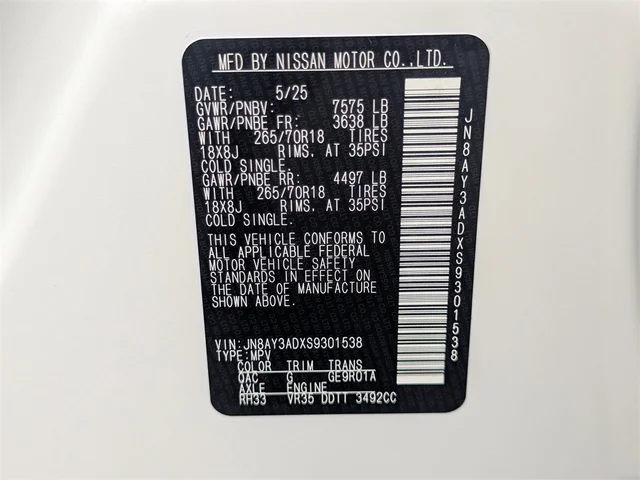 MFD BY NISSAN MOTOR CO.,LTD.
DATE: 5/25
GVWR/PNBV: 7575 LB
GAWR/PNBE FR: 3638 LB
WITH 265/70R18 TIRES
18X8J RIMS, AT 35PSI
COLD SINGLE.
GAWR/PNBE RR: 4497 LB
WITH 265/70R18 TIRES
18X8J RIMS, AT 35PSI
COLD SINGLE.
THIS VEHICLE CONFORMS TO
ALL APPLICABLE FEDERAL
MOTOR VEHICLE SAFETY
STANDARDS IN EFFECT ON
THE DATE OF MANUFACTURE
SHOWN ABOVE.
VIN:JN8AY3ADXS9301538
TYPE:MPV
COLOR TRIM TRANS
QAC G GE9R01A
AXLE ENGINE
RH33 VR35 DDTT 3492CC
JN8AY3ADXS9301538